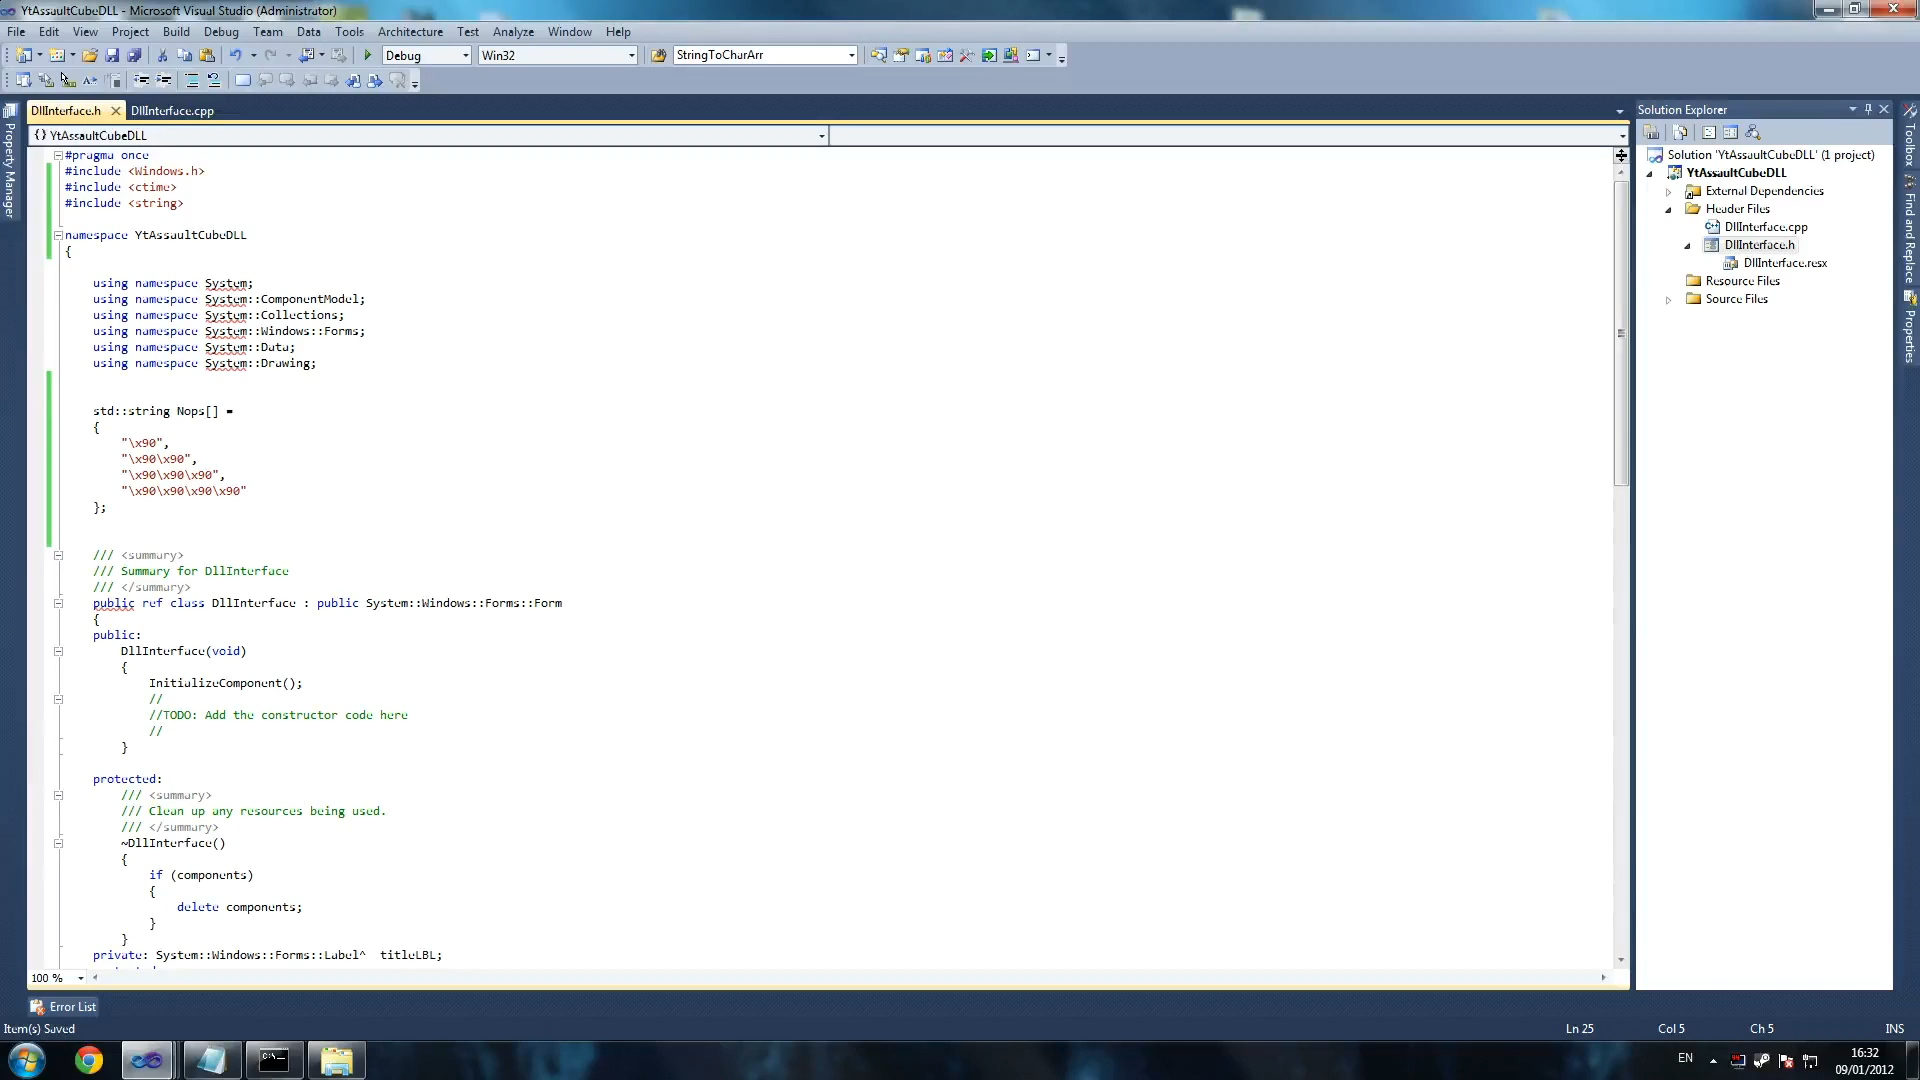 YtAssaultCubeDLL - Microsoft Visual Studio (Administrator)
File Edit View Project Build Debug Team Data Tools Architecture Test Analyze Window Help
Debug Win32 StringToCharArr
DllInterface.h DllInterface.cpp
{} YtAssaultCubeDLL
#pragma once
#include <Windows.h>
#include <ctime>
#include <string>
namespace YtAssaultCubeDLL
{
using namespace System;
using namespace System::ComponentModel;
using namespace System::Collections;
using namespace System::Windows::Forms;
using namespace System::Data;
using namespace System::Drawing;
std::string Nops[] =
{
"\x90",
"\x90\x90",
"\x90\x90\x90",
"\x90\x90\x90\x90"
};
/// <summary>
/// Summary for DllInterface
/// </summary>
public ref class DllInterface : public System::Windows::Forms::Form
{
public:
DllInterface(void)
{
InitializeComponent();
//
//TODO: Add the constructor code here
//
}
protected:
/// <summary>
/// Clean up any resources being used.
/// </summary>
~DllInterface()
{
if (components)
{
delete components;
}
}
private: System::Windows::Forms::Label^ titleLBL;
100 %
Error List
Item(s) Saved
Ln 25 Col 5 Ch 5 INS
Property Manager
Solution Explorer
Solution 'YtAssaultCubeDLL' (1 project)
YtAssaultCubeDLL
External Dependencies
Header Files
DllInterface.cpp
DllInterface.h
DllInterface.resx
Resource Files
Source Files
Toolbox
Find and Replace
Properties
C:\
EN
16:32
09/01/2012